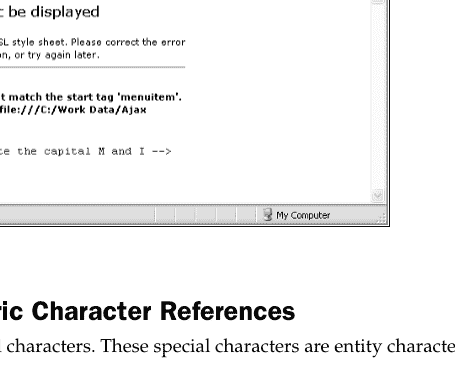 t be displayed
SL style sheet. Please correct the error
on, or try again later.
t match the start tag 'menuitem'.
file:///C:/Work Data/Ajax
te the capital M and I -->
My Computer
ric Character References
l characters. These special characters are entity characte